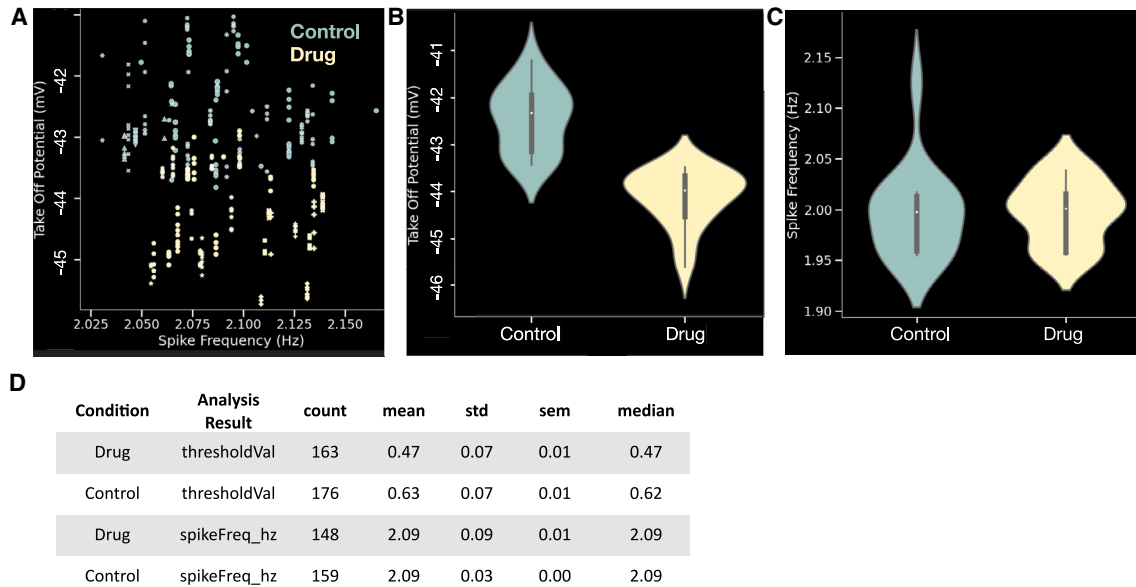 A
Control
Drug
Take Off Potential (mV)
-42
-43
-44
-45
2.025 2.050 2.075 2.100 2.125 2.150
Spike Frequency (Hz)
B
Take Off Potential (mV)
-41
-42
-43
-44
-45
-46
Control Drug
C
Spike Frequency (Hz)
2.15
2.10
2.05
2.00
1.95
1.90
Control Drug
D
Condition Analysis Result count mean std sem median
Drug thresholdVal 163 0.47 0.07 0.01 0.47
Control thresholdVal 176 0.63 0.07 0.01 0.62
Drug spikeFreq_hz 148 2.09 0.09 0.01 2.09
Control spikeFreq_hz 159 2.09 0.03 0.00 2.09